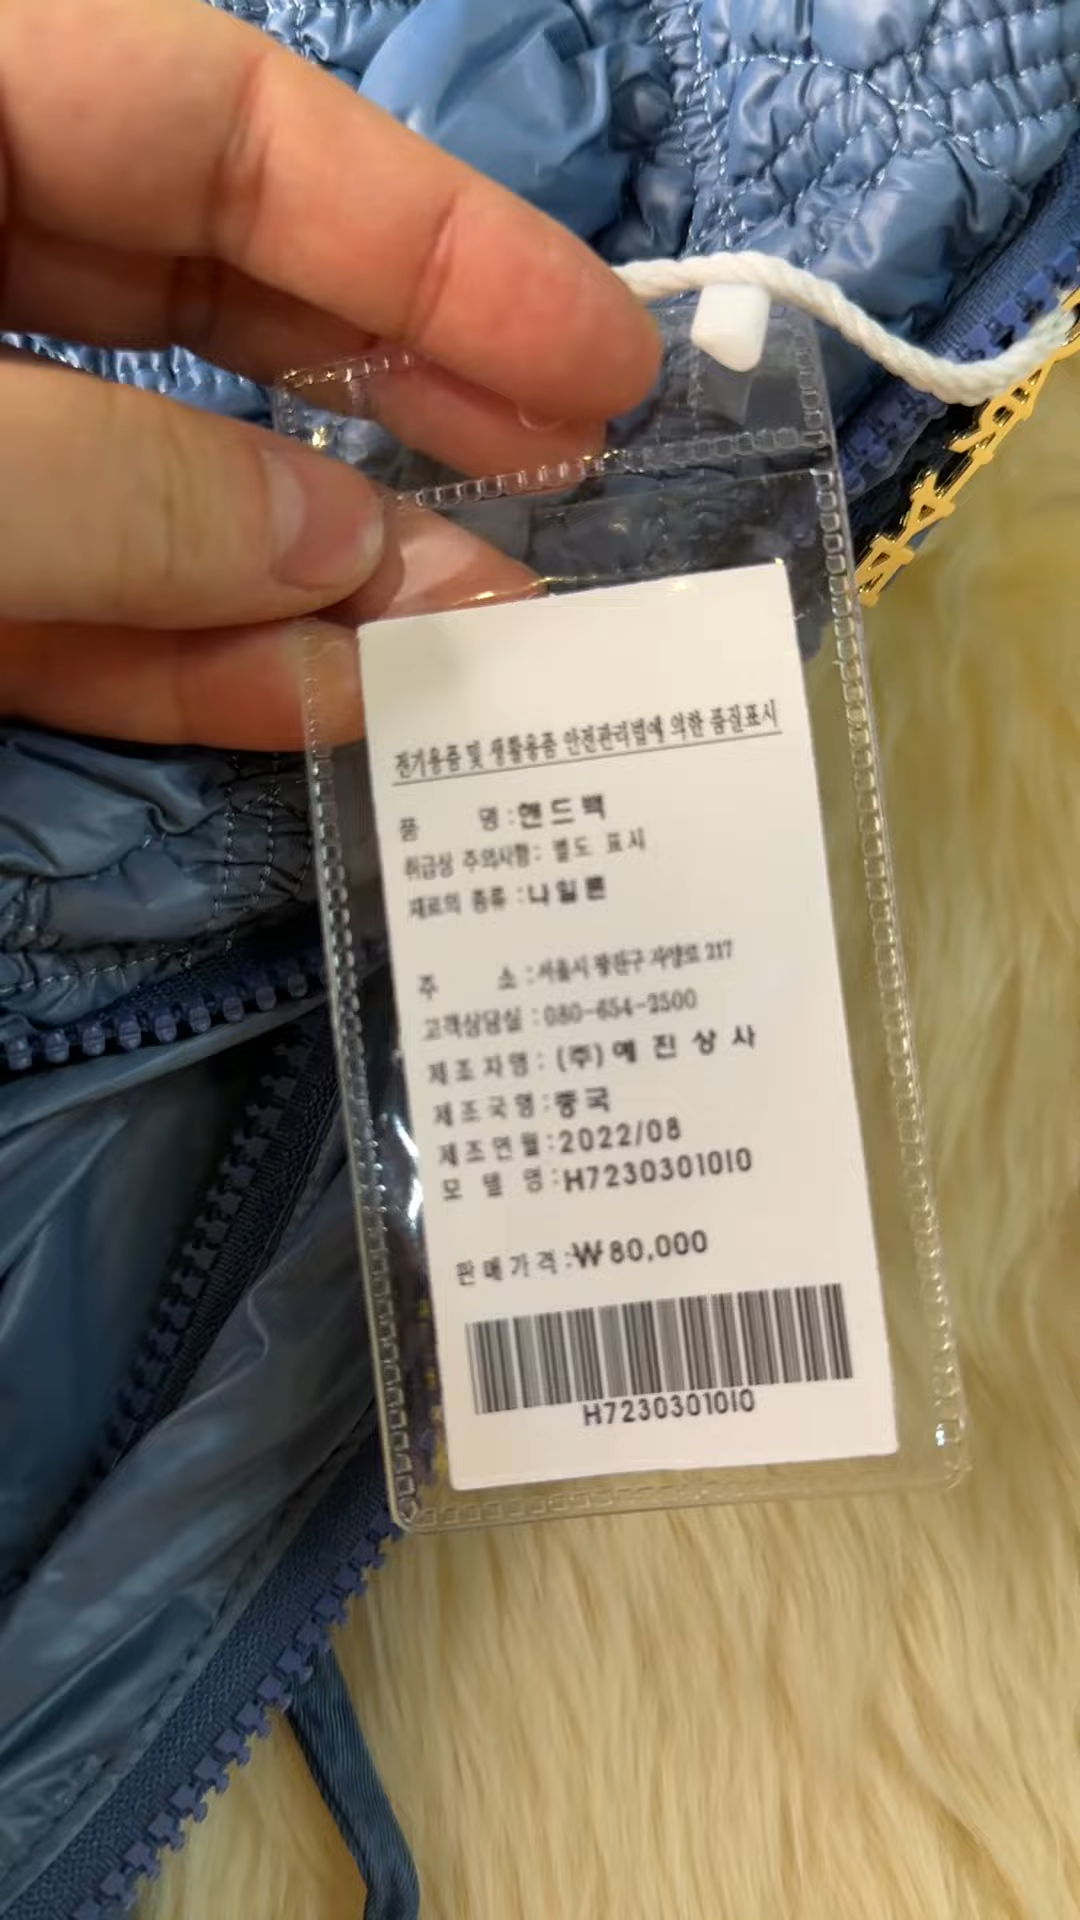 전기용품 및 생활용품 안전관리법에 의한 품질표시
품 명 : 핸드백
취급상 주의사항 : 별도 표시
재료의 종류 : 나일론
주 소 : 서울시 광진구 자양로 217
고객상담실 : 080-654-2500
제조자명 : (주) 예진상사
제조국명 : 중국
제조연월 : 2022/08
모델명 : H7230301010
판매가격 : ₩80,000
H7230301010